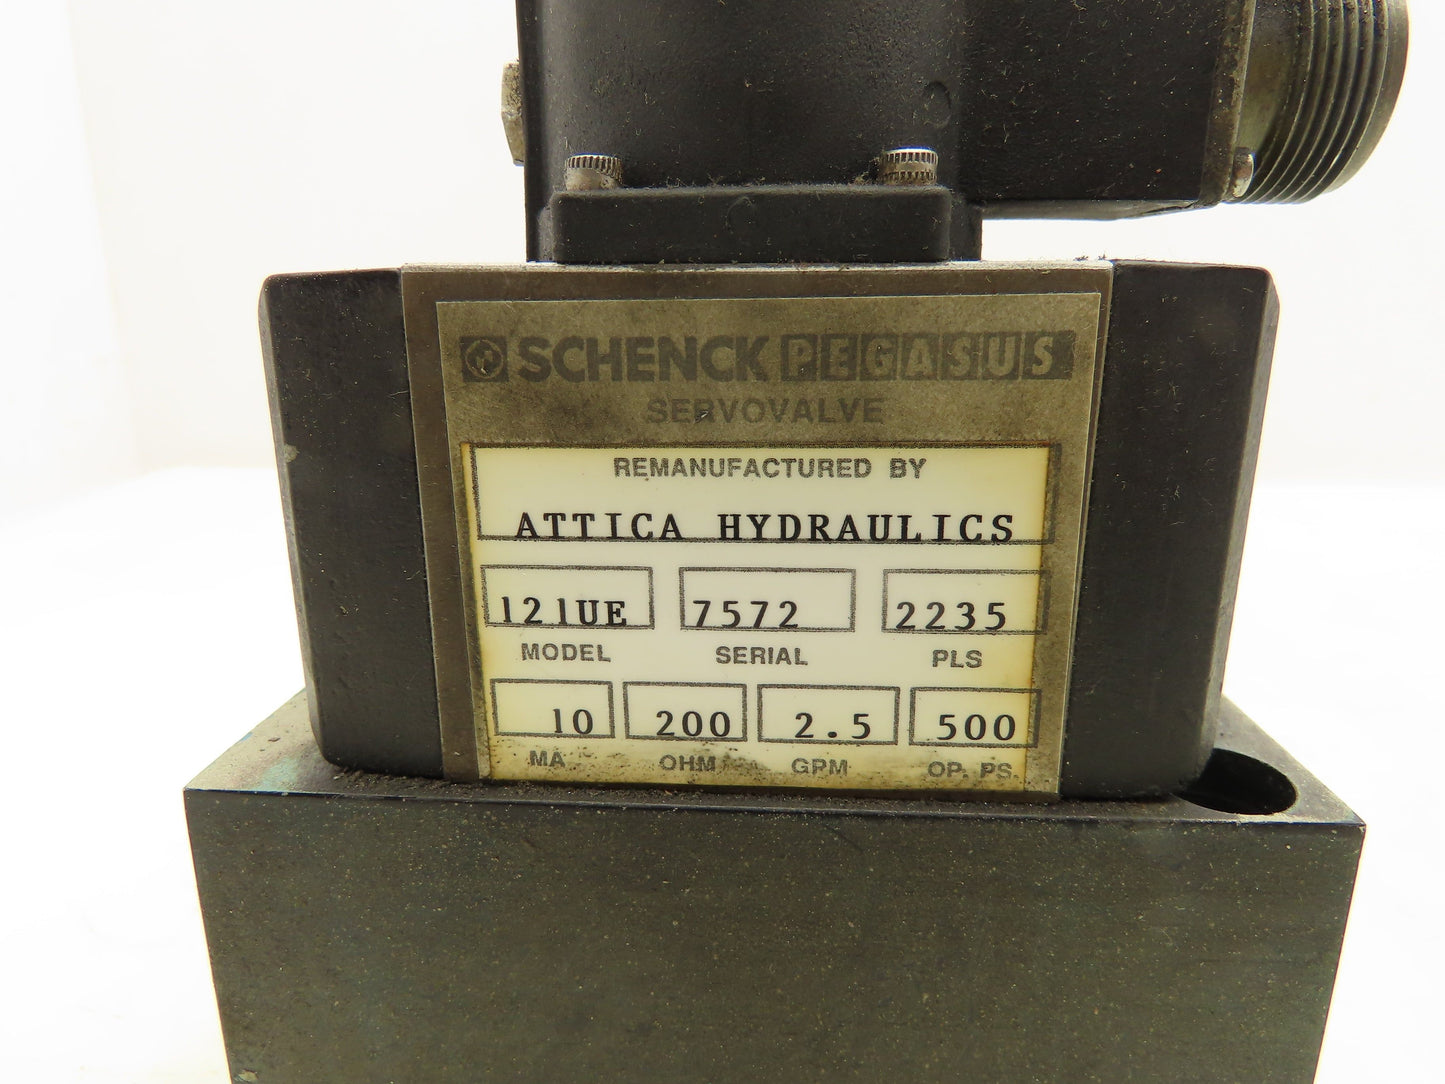 SCHENCK PEGASUS
SERVOVALVE
REMANUFACTURED BY
ATTICA HYDRAULICS
121UE 7572 2235
MODEL SERIAL PLS
10 200 2.5 500
MA OHM GPM OP. PS.